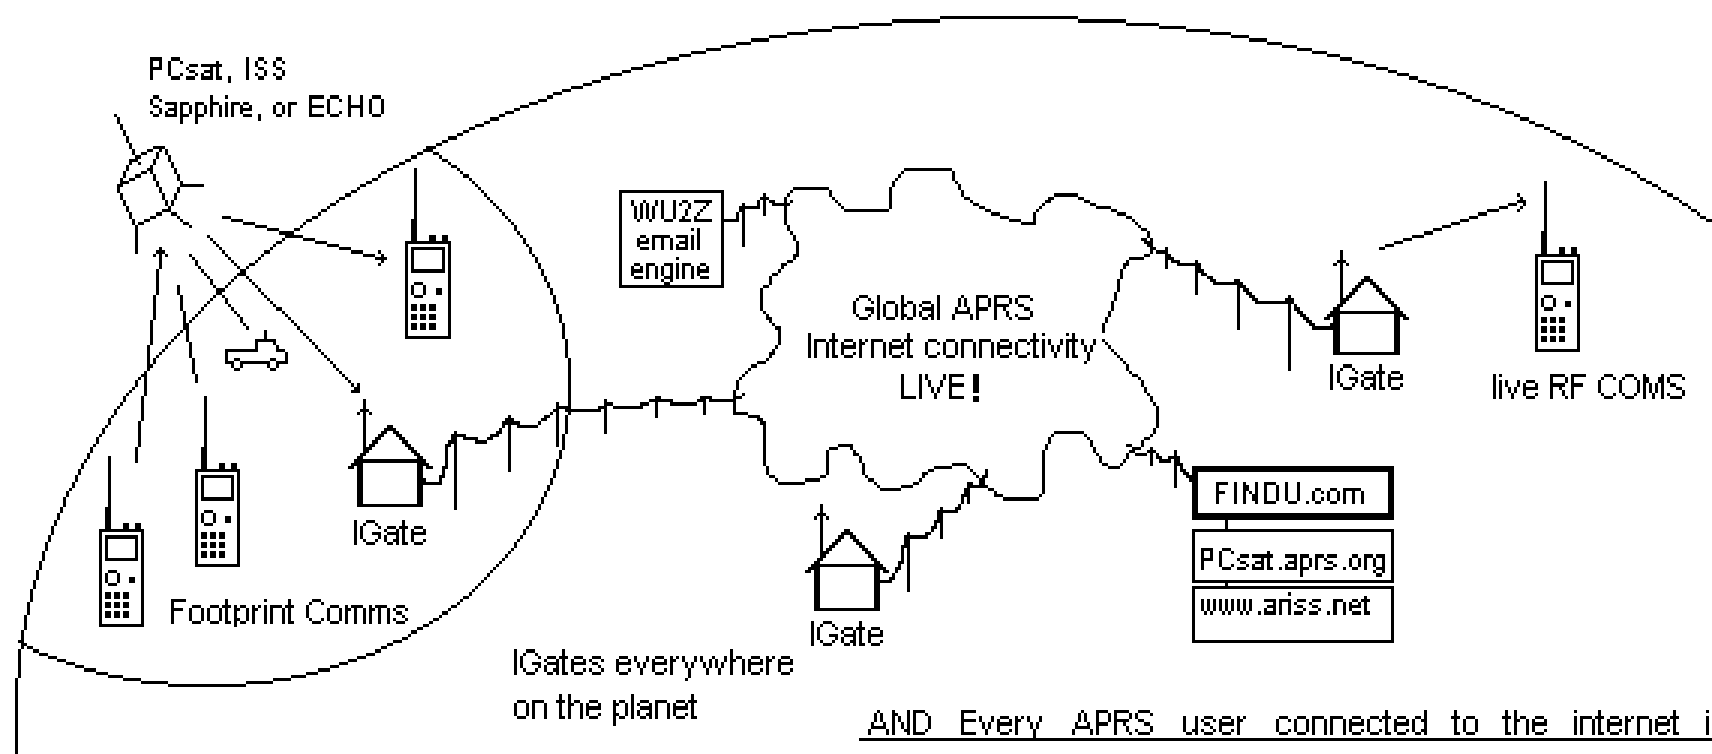 PCsat, ISS
Sapphire, or ECHO
WU2Z
email
engine
Global APRS
Internet connectivity
LIVE!
IGate
live RF COMS
IGate
FINDU.com
PCsat.aprs.org
www.ariss.net
Footprint Comms
IGate
IGates everywhere
on the planet
AND Every APRS user connected to the internet i